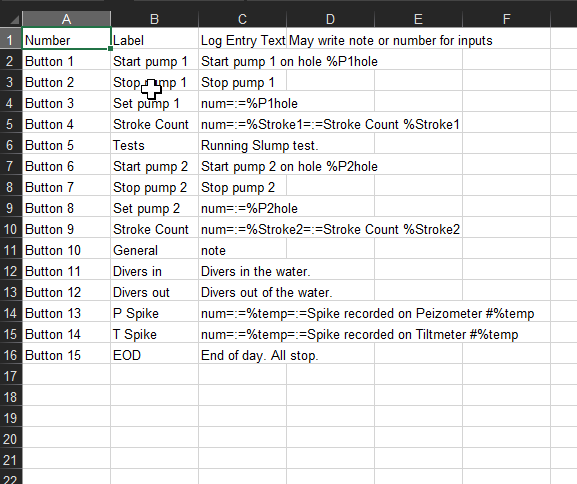 A B C D E F
1 Number Label Log Entry Text May write note or number for inputs
2 Button 1 Start pump 1 Start pump 1 on hole %P1hole
3 Button 2 Stop pump 1 Stop pump 1
4 Button 3 Set pump 1 num=:=%P1hole
5 Button 4 Stroke Count num=:=%Stroke1=:=Stroke Count %Stroke1
6 Button 5 Tests Running Slump test.
7 Button 6 Start pump 2 Start pump 2 on hole %P2hole
8 Button 7 Stop pump 2 Stop pump 2
9 Button 8 Set pump 2 num=:=%P2hole
10 Button 9 Stroke Count num=:=%Stroke2=:=Stroke Count %Stroke2
11 Button 10 General note
12 Button 11 Divers in Divers in the water.
13 Button 12 Divers out Divers out of the water.
14 Button 13 P Spike num=:=%temp=:=Spike recorded on Peizometer #%temp
15 Button 14 T Spike num=:=%temp=:=Spike recorded on Tiltmeter #%temp
16 Button 15 EOD End of day. All stop.
17
18
19
20
21
22